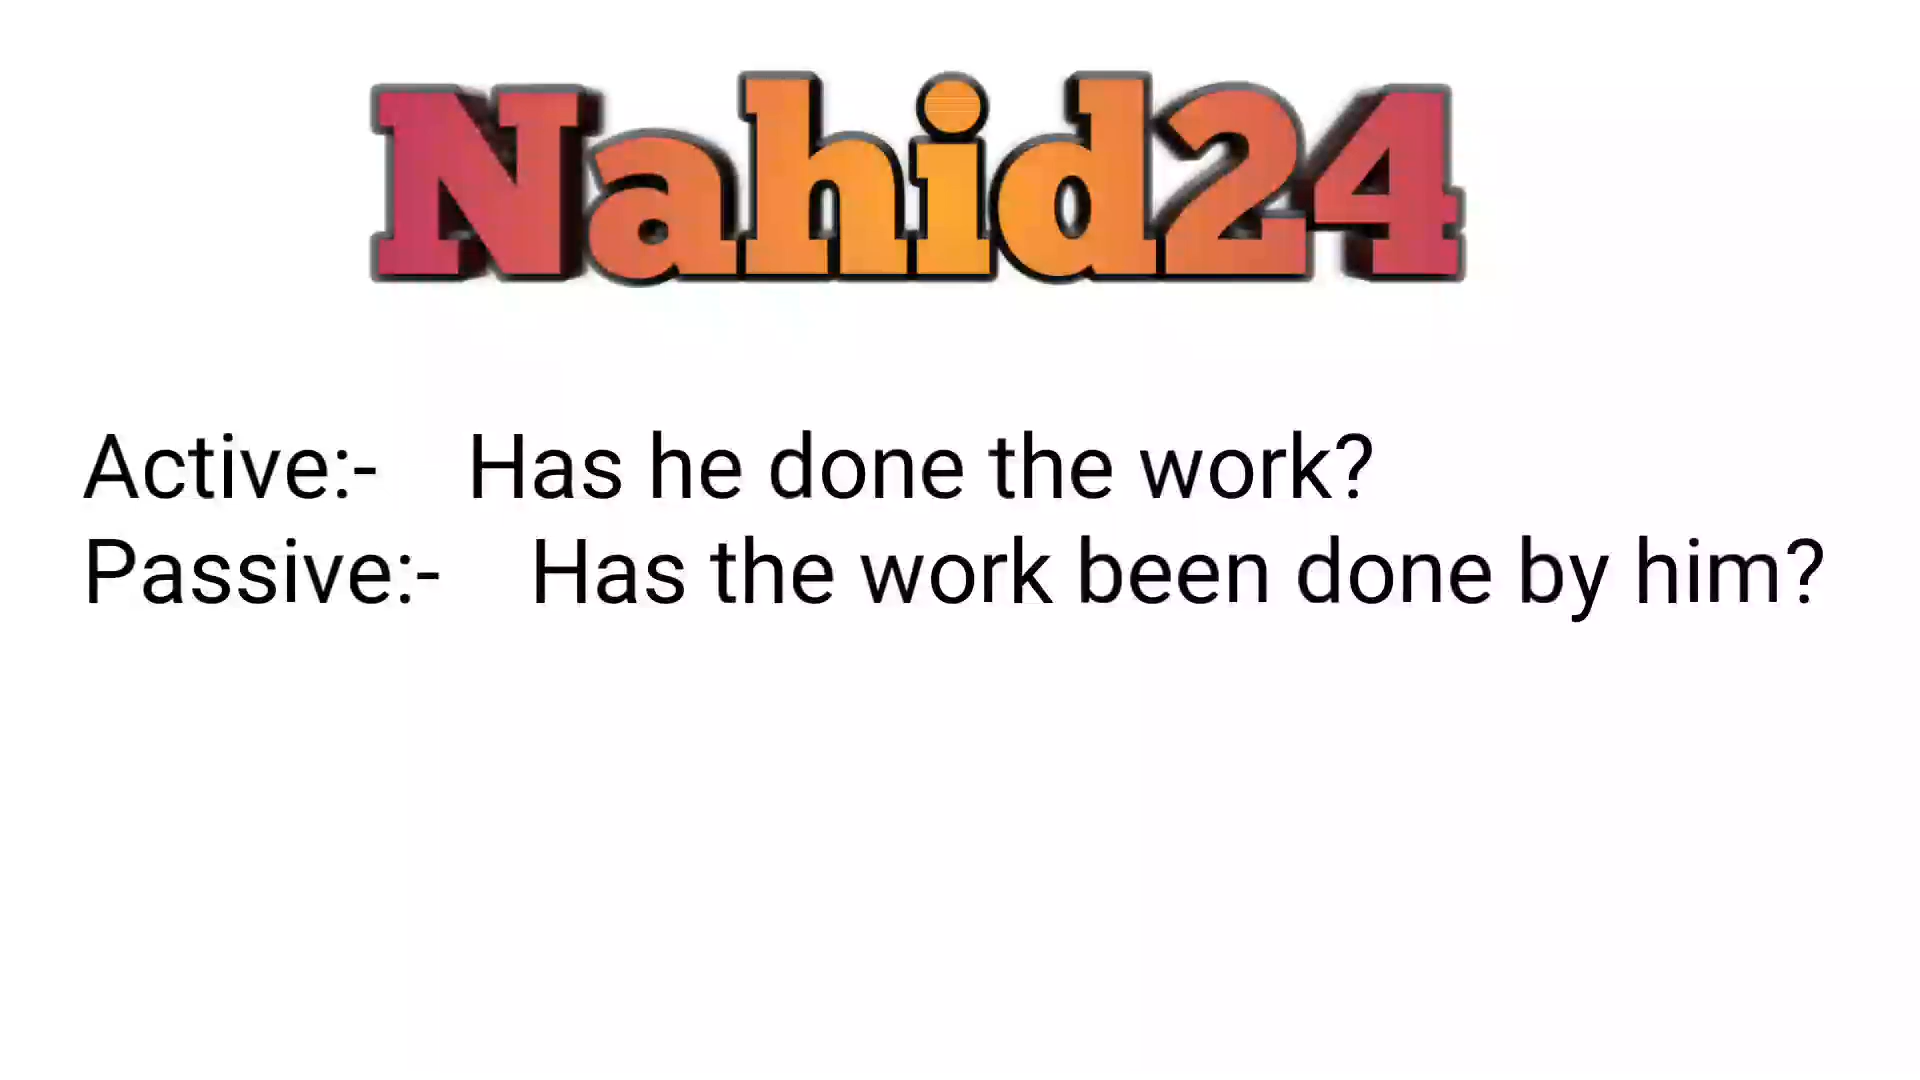 Nahid24
Active:- Has he done the work?
Passive:- Has the work been done by him?